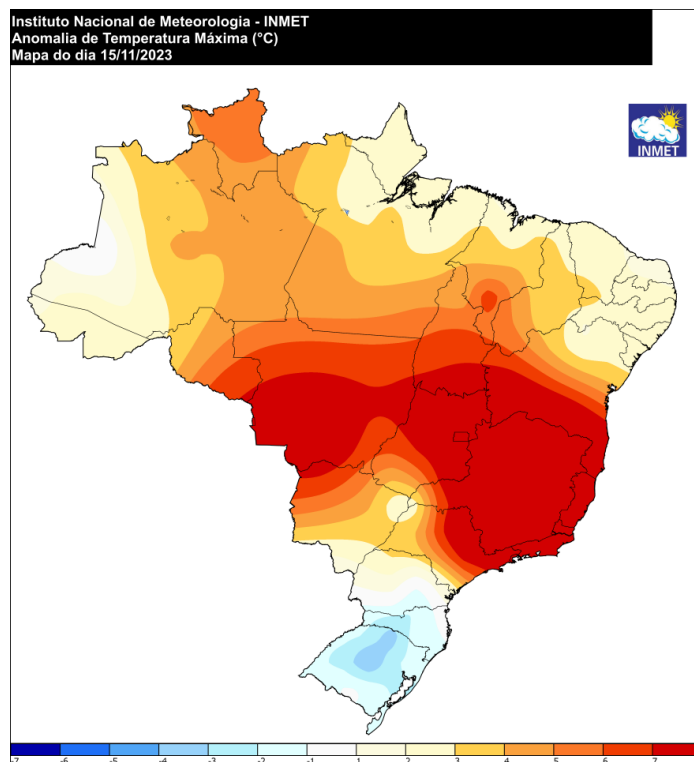 Instituto Nacional de Meteorologia - INMET
Anomalia de Temperatura Máxima (°C)
Mapa do dia 15/11/2023
INMET
-7 -6 -5 -4 -3 -2 -1 1 2 3 4 5 6 7